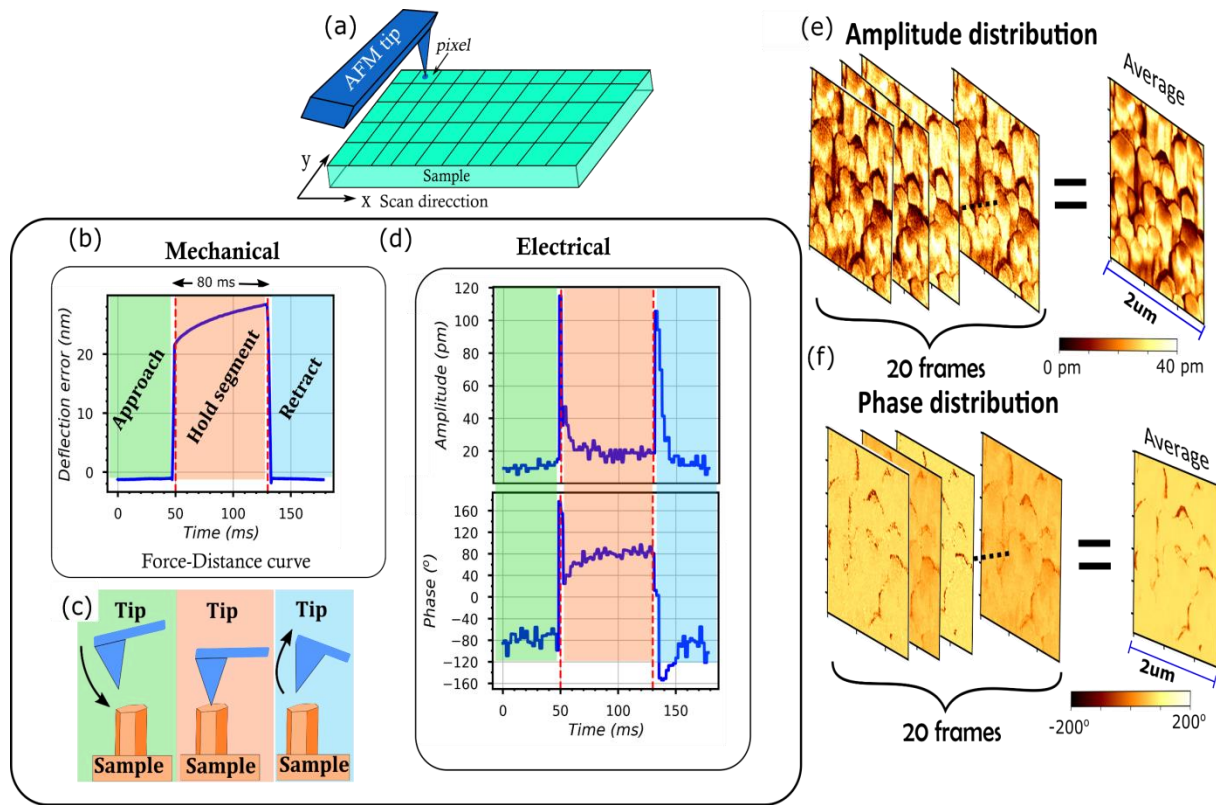 (a)
AFM tip
pixel
y
Sample
x Scan direcction
(b)
Mechanical
80 ms
Deflection error (nm)
20
10
0
Approach
Hold segment
Retract
0 50 100 150
Time (ms)
Force-Distance curve
(c)
Tip Tip Tip
Sample Sample Sample
(d)
Electrical
Amplitude (pm)
120
100
80
60
40
20
Phase (°)
160
120
80
40
0
−40
−80
−120
−160
0 50 100 150
Time (ms)
(e)
Amplitude distribution
Average
2um
20 frames
0 pm 40 pm
(f)
Phase distribution
Average
2um
20 frames
-200° 200°